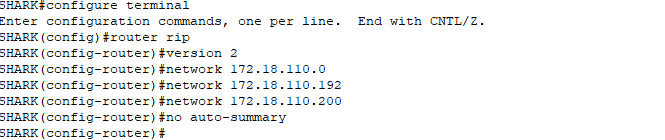 SHARK#configure terminal
Enter configuration commands, one per line.  End with CNTL/Z.
SHARK(config)#router rip
SHARK(config-router)#version 2
SHARK(config-router)#network 172.18.110.0
SHARK(config-router)#network 172.18.110.192
SHARK(config-router)#network 172.18.110.200
SHARK(config-router)#no auto-summary
SHARK(config-router)#